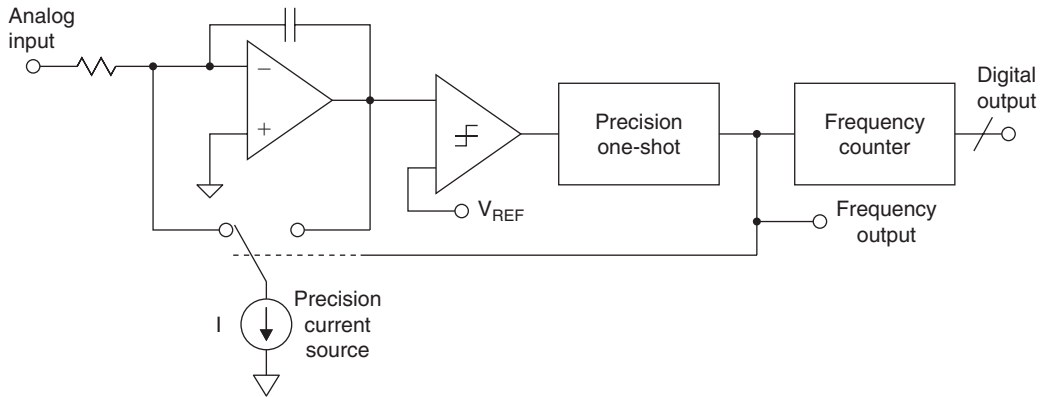 Analog
input
−
+
V_REF
Precision
one-shot
Frequency
counter
Digital
output
Frequency
output
I
Precision
current
source